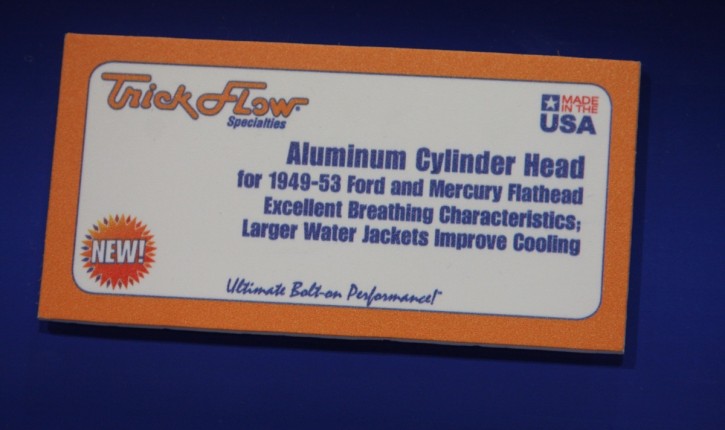 Trick Flow®
Specialties
MADE
IN THE
USA
Aluminum Cylinder Head
for 1949-53 Ford and Mercury Flathead
Excellent Breathing Characteristics;
Larger Water Jackets Improve Cooling
NEW!
Ultimate Bolt-on Performance!™